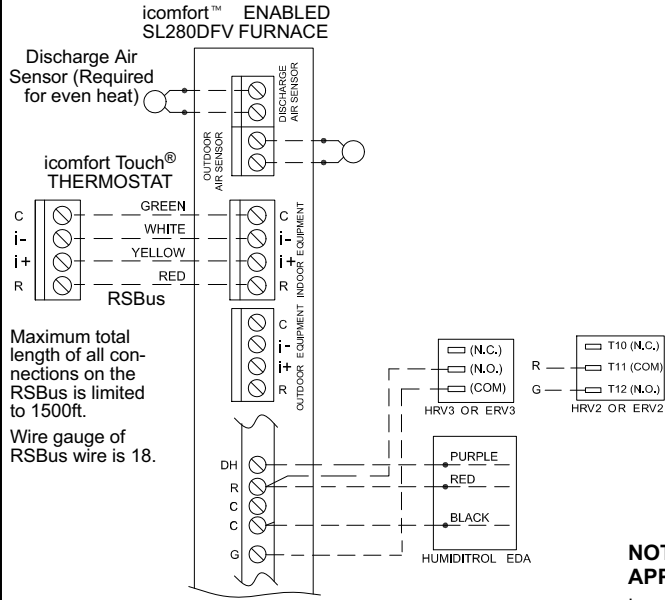 icomfort™ ENABLED
SL280DFV FURNACE
Discharge Air
Sensor (Required
for even heat)
DISCHARGE
AIR SENSOR
OUTDOOR
AIR SENSOR
icomfort Touch®
THERMOSTAT
C GREEN C
i- WHITE i-
i+ YELLOW i+
R RED R
RSBus
INDOOR EQUIPMENT
C
i-
i+
R
OUTDOOR EQUIPMENT
Maximum total
length of all con-
nections on the
RSBus is limited
to 1500ft.
Wire gauge of
RSBus wire is 18.
(N.C.)
(N.O.)
(COM)
HRV3 OR ERV3
T10 (N.C.)
R T11 (COM)
G T12 (N.O.)
HRV2 OR ERV2
DH PURPLE
R RED
C
C BLACK
G
HUMIDITROL EDA
NOT
APP